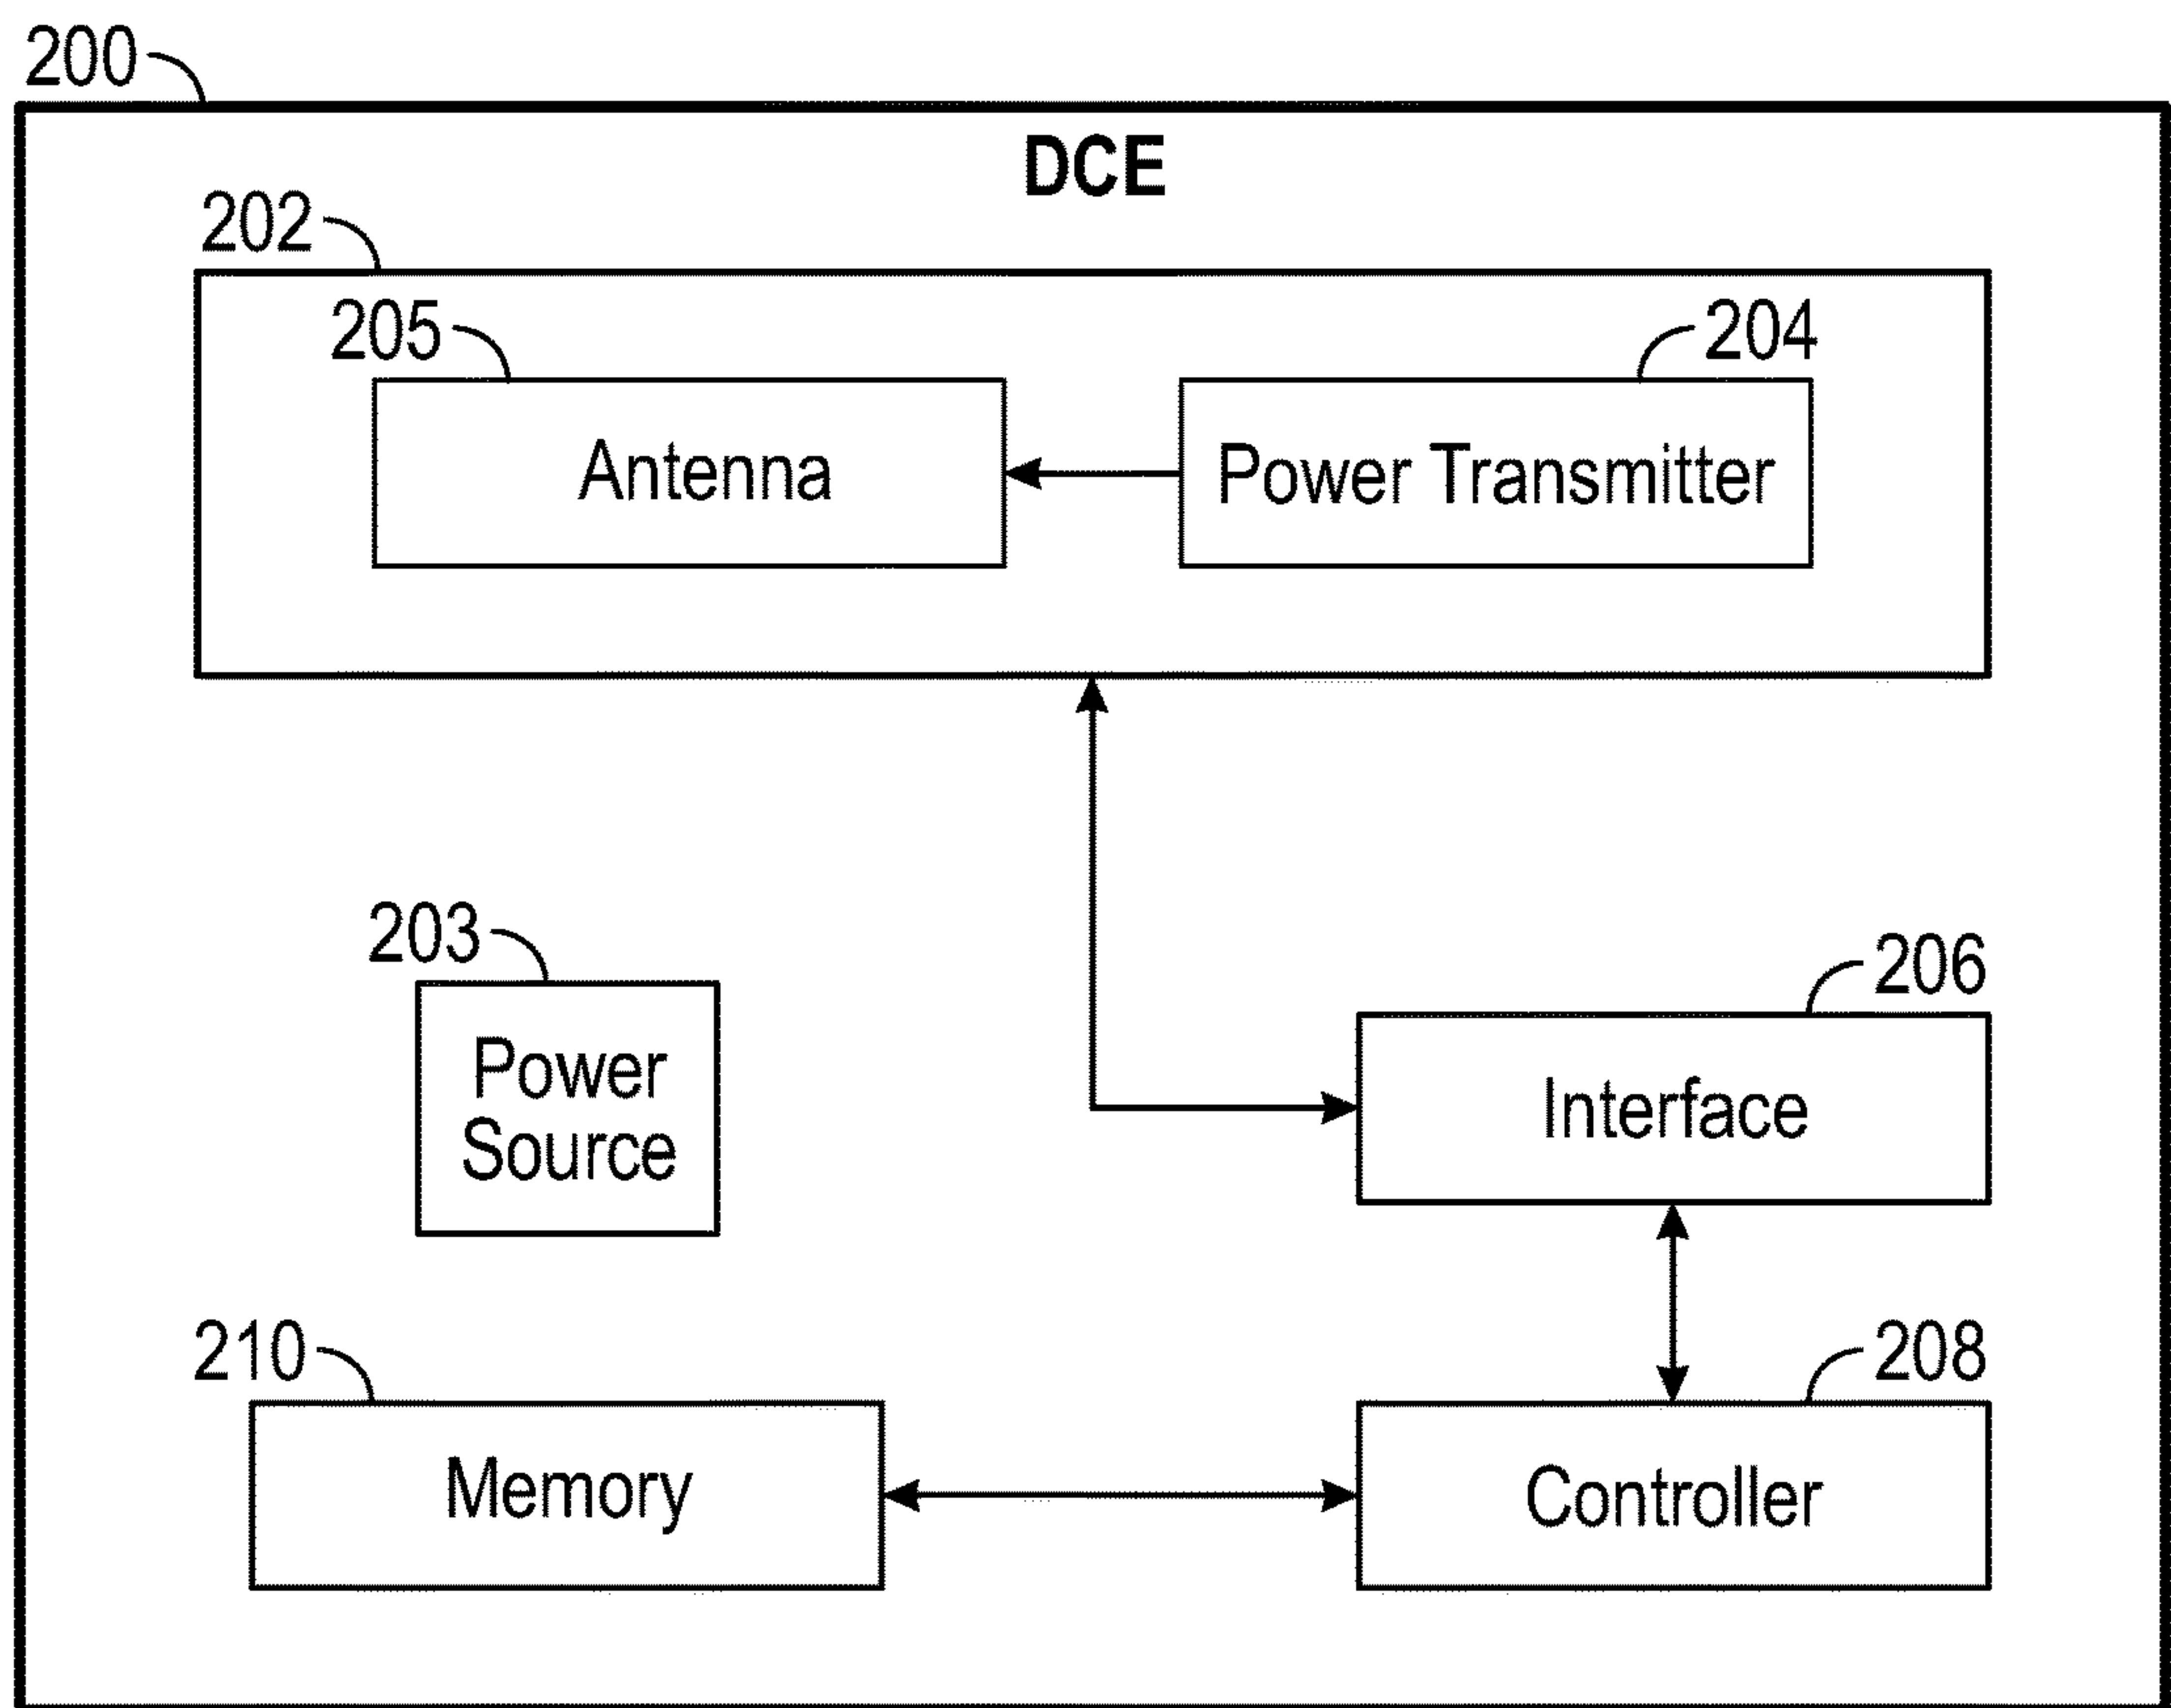 200
DCE
202
205
204
Antenna
Power Transmitter
203
206
Power
Source
Interface
210
208
Memory
Controller